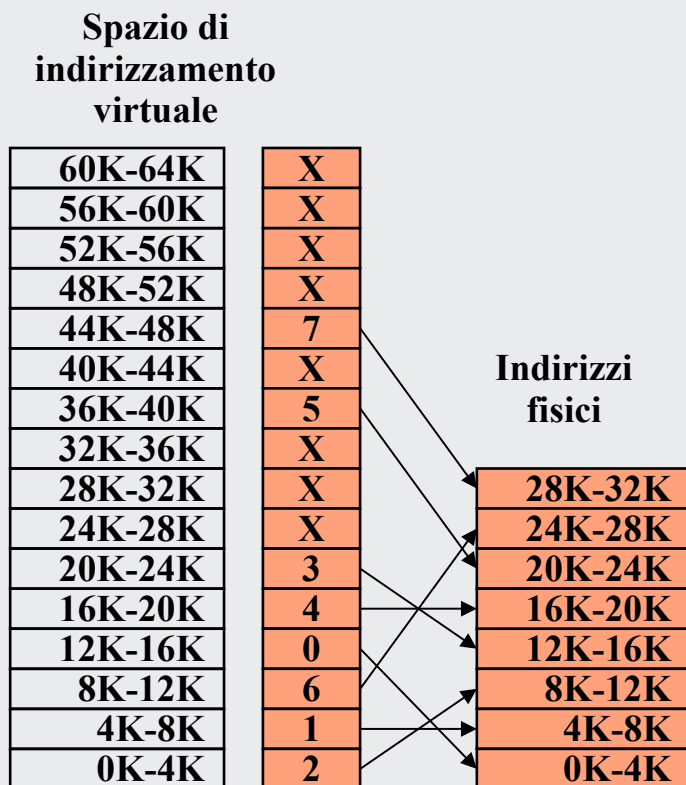 Spazio di
indirizzamento
virtuale
60K-64K X
56K-60K X
52K-56K X
48K-52K X
44K-48K 7
40K-44K X
Indirizzi
fisici
36K-40K 5
32K-36K X
28K-32K X 28K-32K
24K-28K X 24K-28K
20K-24K 3 20K-24K
16K-20K 4 16K-20K
12K-16K 0 12K-16K
8K-12K 6 8K-12K
4K-8K 1 4K-8K
0K-4K 2 0K-4K